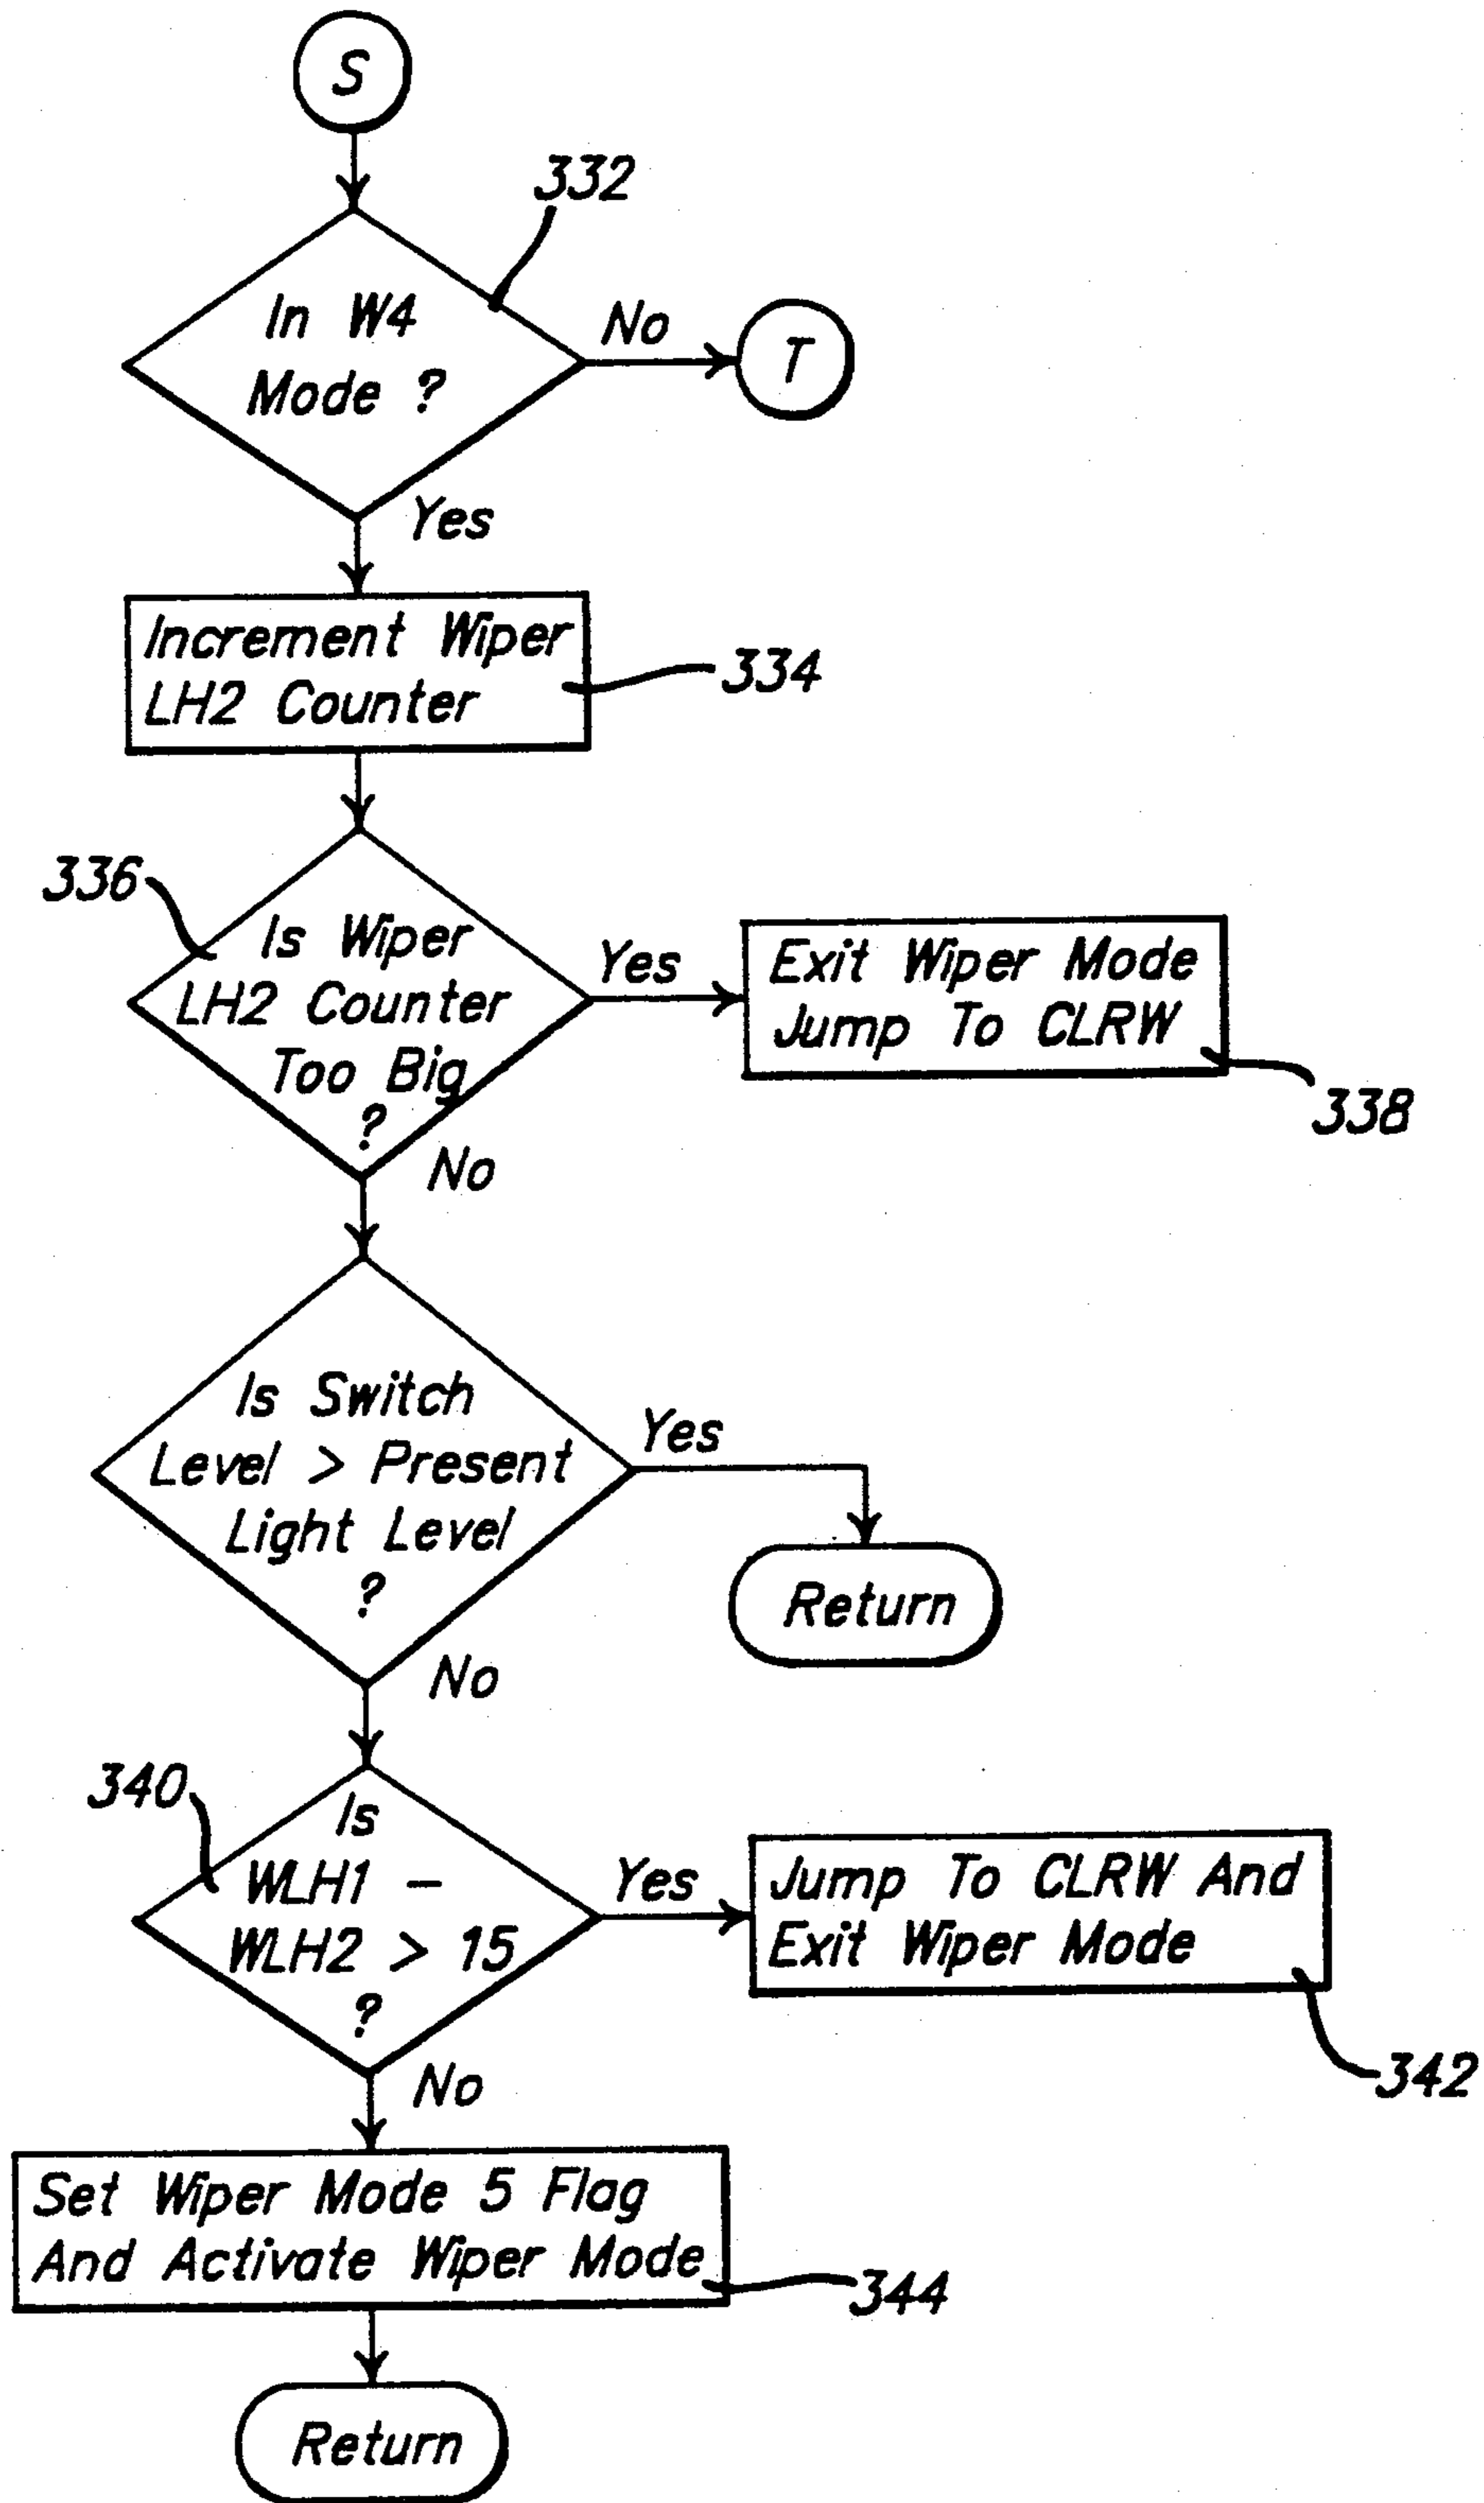 S
332
In W4
Mode ?
No
T
Yes
Increment Wiper
LH2 Counter
334
336
Is Wiper
LH2 Counter
Too Big
?
Yes
Exit Wiper Mode
Jump To CLRW
338
No
Is Switch
Level > Present
Light Level
?
Yes
Return
No
340
Is
WLH1 -
WLH2 > 15
?
Yes
Jump To CLRW And
Exit Wiper Mode
342
No
Set Wiper Mode 5 Flag
And Activate Wiper Mode
344
Return